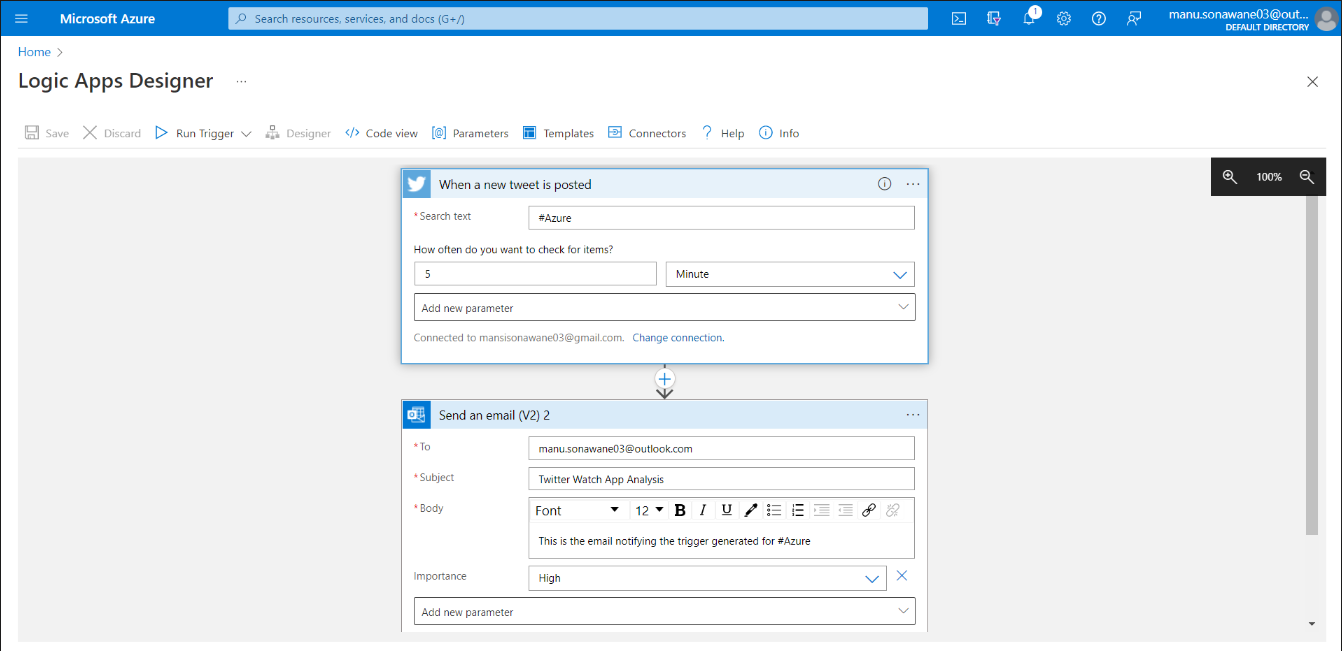 Microsoft Azure
Search resources, services, and docs (G+/)
1
manu.sonawane03@out...
DEFAULT DIRECTORY
Home
Logic Apps Designer ...
Save Discard Run Trigger Designer Code view Parameters Templates Connectors Help Info
100%
When a new tweet is posted
* Search text #Azure
How often do you want to check for items?
5 Minute
Add new parameter
Connected to mansisonawane03@gmail.com. Change connection.
Send an email (V2) 2
* To manu.sonawane03@outlook.com
* Subject Twitter Watch App Analysis
* Body Font 12 B I U
This is the email notifying the trigger generated for #Azure
Importance High
Add new parameter